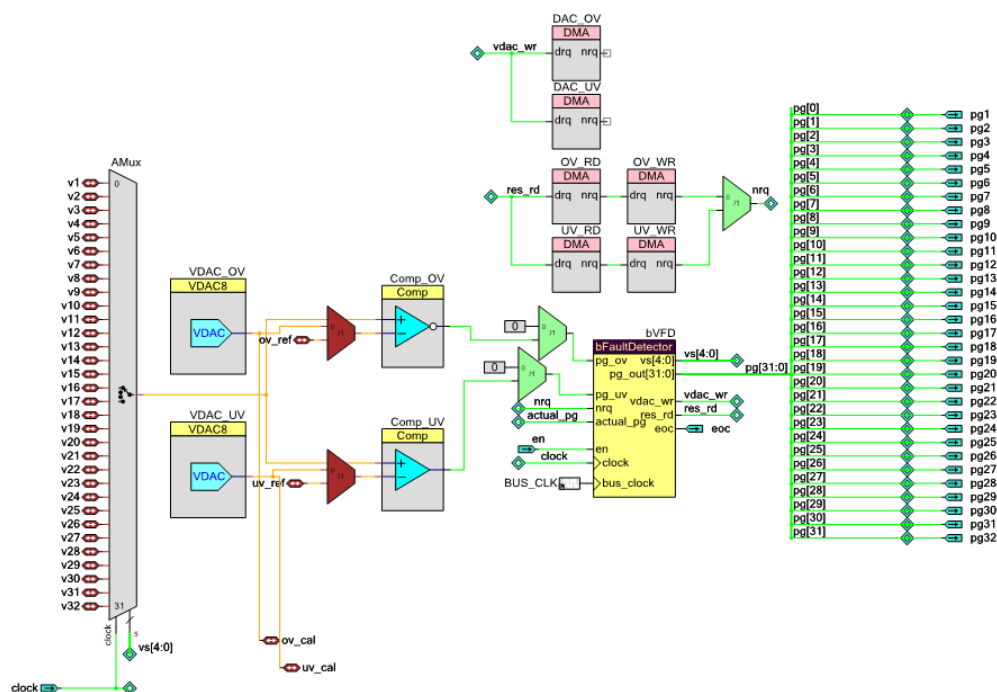 DAC_OV
DMA
vdac_wr
drq nrq
DAC_UV
DMA
drq nrq
OV_RD
DMA
res_rd
drq nrq
OV_WR
DMA
drq nrq
0
/1
nrq
UV_RD
DMA
drq nrq
UV_WR
DMA
drq nrq
AMux
0
31
v1
v2
v3
v4
v5
v6
v7
v8
v9
v10
v11
v12
v13
v14
v15
v16
v17
v18
v19
v20
v21
v22
v23
v24
v25
v26
v27
v28
v29
v30
v31
v32
clock
5
vs[4:0]
clock
VDAC_OV
VDAC8
VDAC
ov_ref
0
/1
Comp_OV
Comp
+
−
VDAC_UV
VDAC8
VDAC
uv_ref
0
/1
Comp_UV
Comp
+
−
ov_cal
uv_cal
0
0
/1
0
0
/1
bVFD
bFaultDetector
pg_ov vs[4:0]
pg_out[31:0]
pg_uv vdac_wr
nrq res_rd
actual_pg eoc
en
clock
bus_clock
nrq
actual_pg
en
clock
BUS_CLK
vs[4:0]
pg[31:0]
vdac_wr
res_rd
eoc
pg[0] pg1
pg[1] pg2
pg[2] pg3
pg[3] pg4
pg[4] pg5
pg[5] pg6
pg[6] pg7
pg[7] pg8
pg[8] pg9
pg[9] pg10
pg[10] pg11
pg[11] pg12
pg[12] pg13
pg[13] pg14
pg[14] pg15
pg[15] pg16
pg[16] pg17
pg[17] pg18
pg[18] pg19
pg[19] pg20
pg[20] pg21
pg[21] pg22
pg[22] pg23
pg[23] pg24
pg[24] pg25
pg[25] pg26
pg[26] pg27
pg[27] pg28
pg[28] pg29
pg[29] pg30
pg[30] pg31
pg[31] pg32